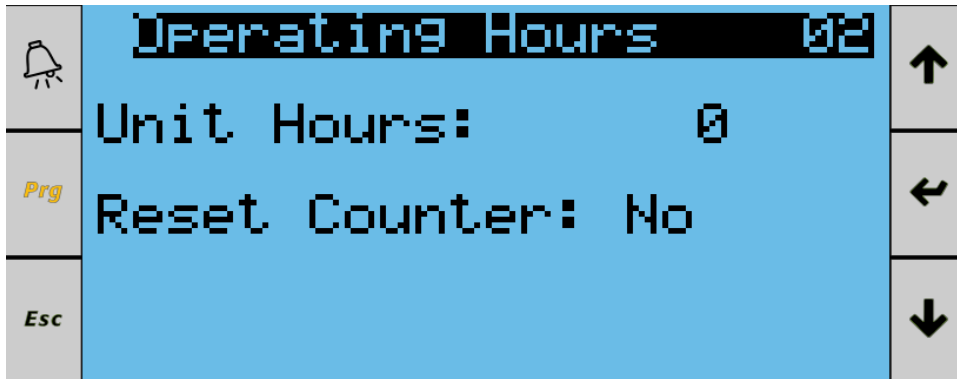 Operating Hours 02
Unit Hours: 0
Prg
Reset Counter: No
Esc